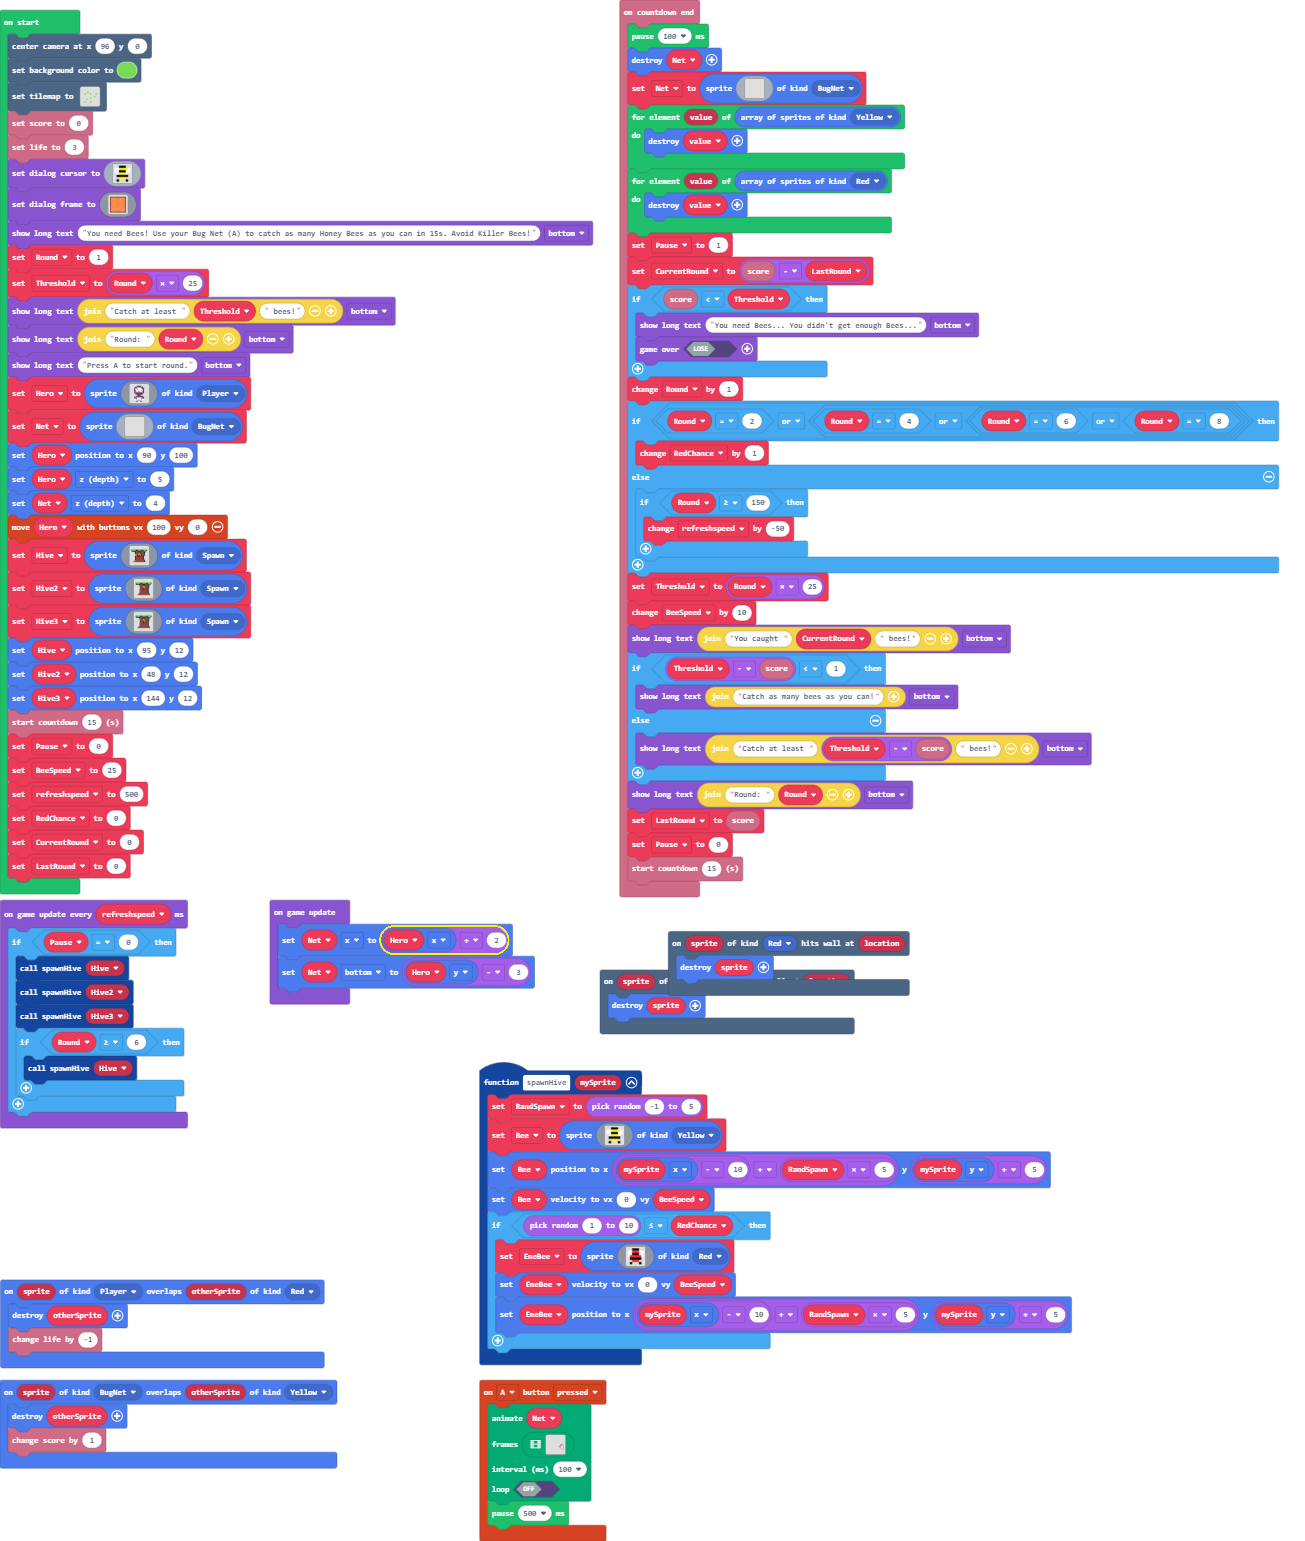 on start
center camera at x 96 y 0
set background color to
set tilemap to
set score to 0
set life to 3
set dialog cursor to
set dialog frame to
show long text "You need Bees! Use your Bug Net (A) to catch as many Honey Bees as you can in 15s. Avoid Killer Bees!" bottom
set Round to 1
set Threshold to Round × 25
show long text join "Catch at least " Threshold " bees!" bottom
show long text join "Round: " Round bottom
show long text "Press A to start round." bottom
set Hero to sprite of kind Player
set Net to sprite of kind BugNet
set Hero position to x 90 y 100
set Hero z (depth) to 5
set Net z (depth) to 4
move Hero with buttons vx 100 vy 0
set Hive to sprite of kind Spawn
set Hive2 to sprite of kind Spawn
set Hive3 to sprite of kind Spawn
set Hive position to x 95 y 12
set Hive2 position to x 48 y 12
set Hive3 position to x 144 y 12
start countdown 15 (s)
set Pause to 0
set BeeSpeed to 25
set refreshspeed to 500
set RedChance to 0
set CurrentRound to 0
set LastRound to 0
on countdown end
pause 100 ms
destroy Net
set Net to sprite of kind BugNet
for element value of array of sprites of kind Yellow
do destroy value
for element value of array of sprites of kind Red
do destroy value
set Pause to 1
set CurrentRound to score - LastRound
if score < Threshold then
show long text "You need Bees... You didn't get enough Bees..." bottom
game over LOSE
change Round by 1
if Round = 2 or Round = 4 or Round = 6 or Round = 8 then
change RedChance by 1
else
if Round ≥ 150 then
change refreshspeed by -50
set Threshold to Round × 25
change BeeSpeed by 10
show long text join "You caught " CurrentRound " bees!" bottom
if Threshold - score < 1 then
show long text join "Catch as many bees as you can!" bottom
else
show long text join "Catch at least " Threshold - score " bees!" bottom
show long text join "Round: " Round bottom
set LastRound to score
set Pause to 0
start countdown 15 (s)
on game update every refreshspeed ms
if Pause = 0 then
call spawnHive Hive
call spawnHive Hive2
call spawnHive Hive3
if Round ≥ 6 then
call spawnHive Hive
on game update
set Net x to Hero x + 2
set Net bottom to Hero y - 3
on sprite of kind Red hits wall at location
destroy sprite
on sprite of
destroy sprite
function spawnHive mySprite
set RandSpawn to pick random -1 to 5
set Bee to sprite of kind Yellow
set Bee position to x mySprite x - 10 + RandSpawn × 5 y mySprite y + 5
set Bee velocity to vx 0 vy BeeSpeed
if pick random 1 to 10 ≤ RedChance then
set EneBee to sprite of kind Red
set EneBee velocity to vx 0 vy BeeSpeed
set EneBee position to x mySprite x - 10 + RandSpawn × 5 y mySprite y + 5
on sprite of kind Player overlaps otherSprite of kind Red
destroy otherSprite
change life by -1
on sprite of kind BugNet overlaps otherSprite of kind Yellow
destroy otherSprite
change score by 1
on A button pressed
animate Net
frames
interval (ms) 100
loop OFF
pause 500 ms